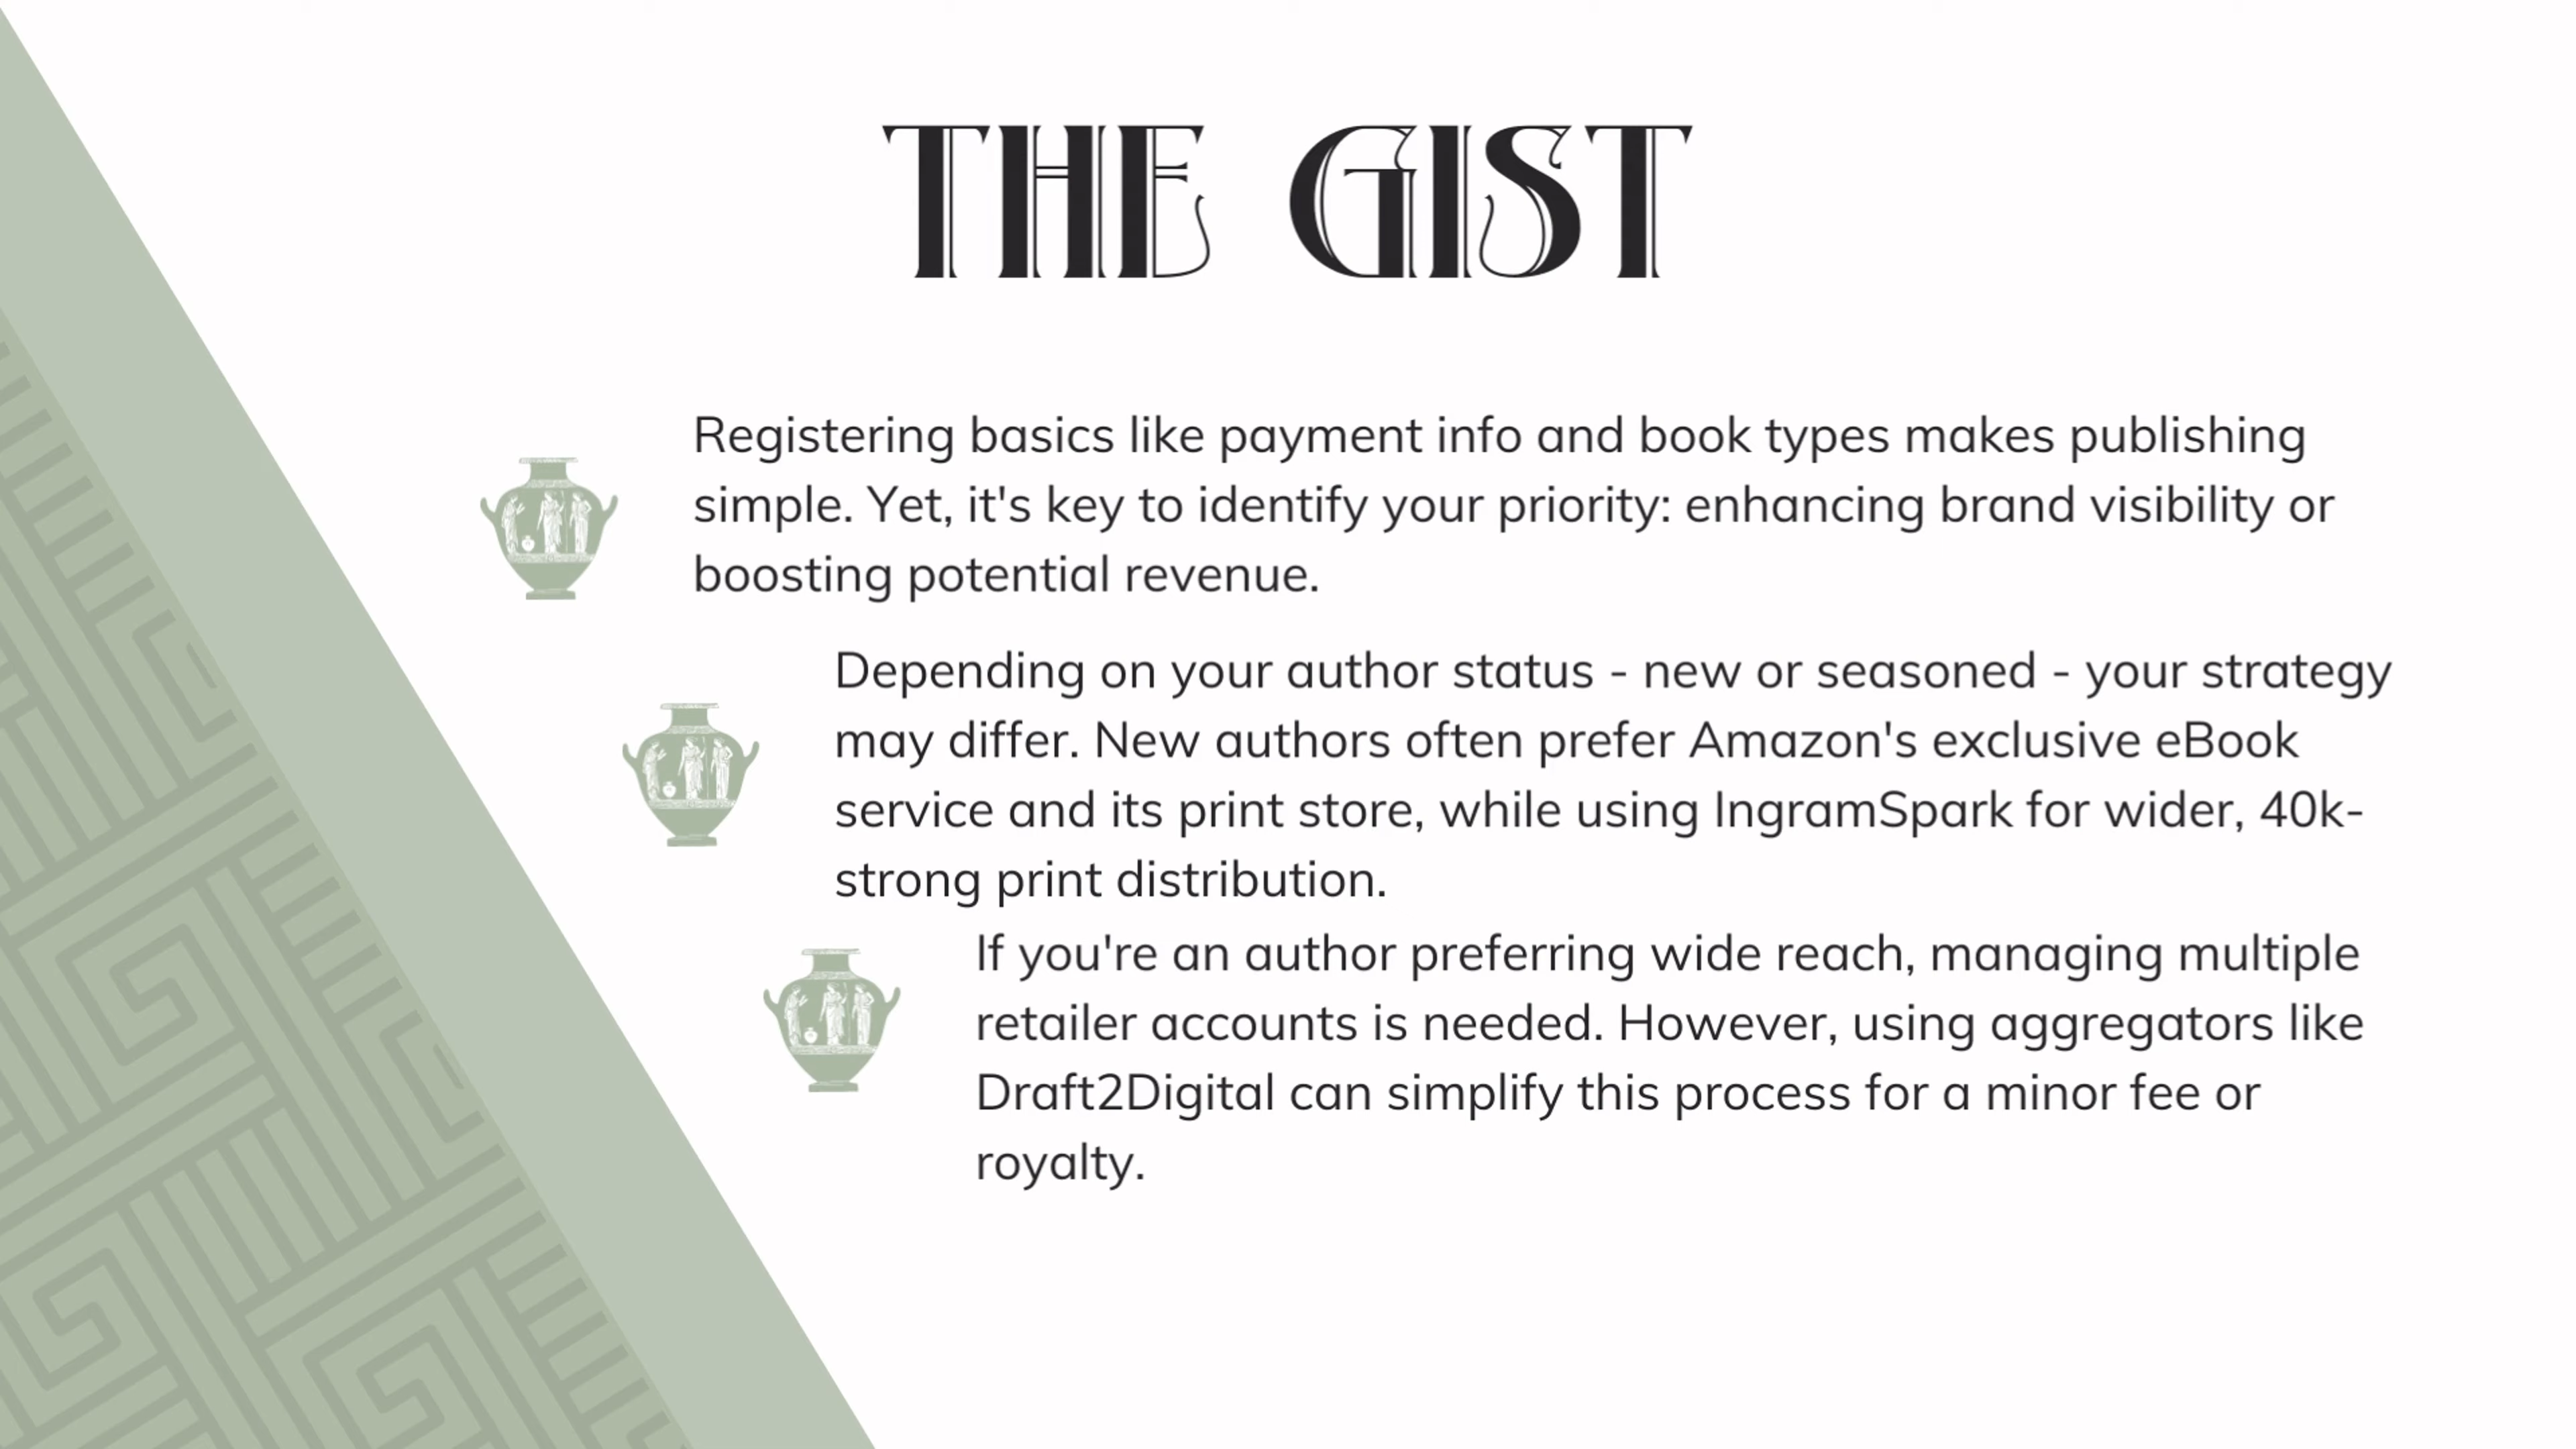 THE GIST
Registering basics like payment info and book types makes publishing
simple. Yet, it's key to identify your priority: enhancing brand visibility or
boosting potential revenue.
Depending on your author status - new or seasoned - your strategy
may differ. New authors often prefer Amazon's exclusive eBook
service and its print store, while using IngramSpark for wider, 40k-
strong print distribution.
If you're an author preferring wide reach, managing multiple
retailer accounts is needed. However, using aggregators like
Draft2Digital can simplify this process for a minor fee or
royalty.